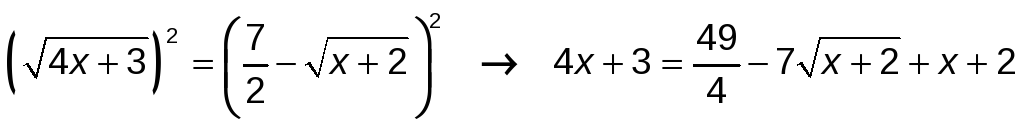 (√(4x + 3))² = (7/2 − √(x + 2))² → 4x + 3 = 49/4 − 7√(x + 2) + x + 2